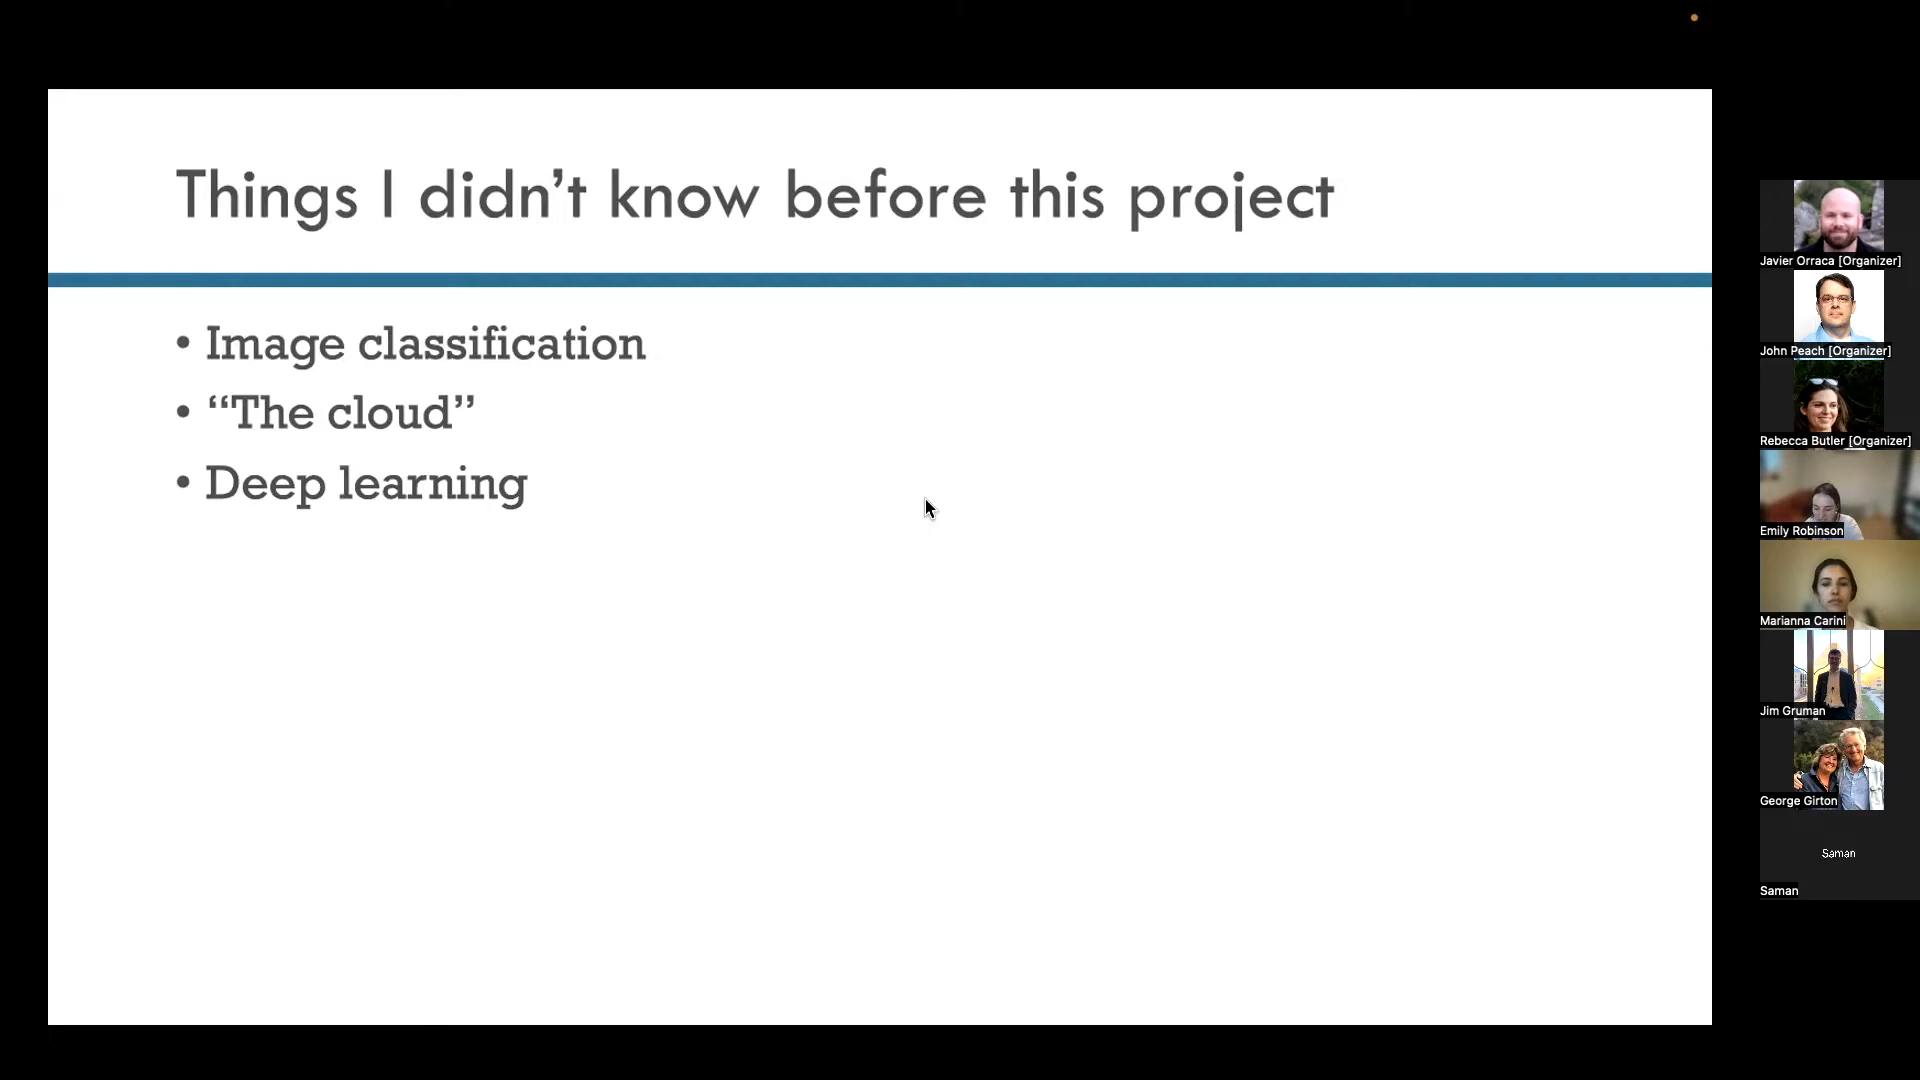 Things I didn’t know before this project
• Image classification
• “The cloud”
• Deep learning
Javier Orraca [Organizer]
John Peach [Organizer]
Rebecca Butler [Organizer]
Emily Robinson
Marianna Carini
Jim Gruman
George Girton
Saman
Saman